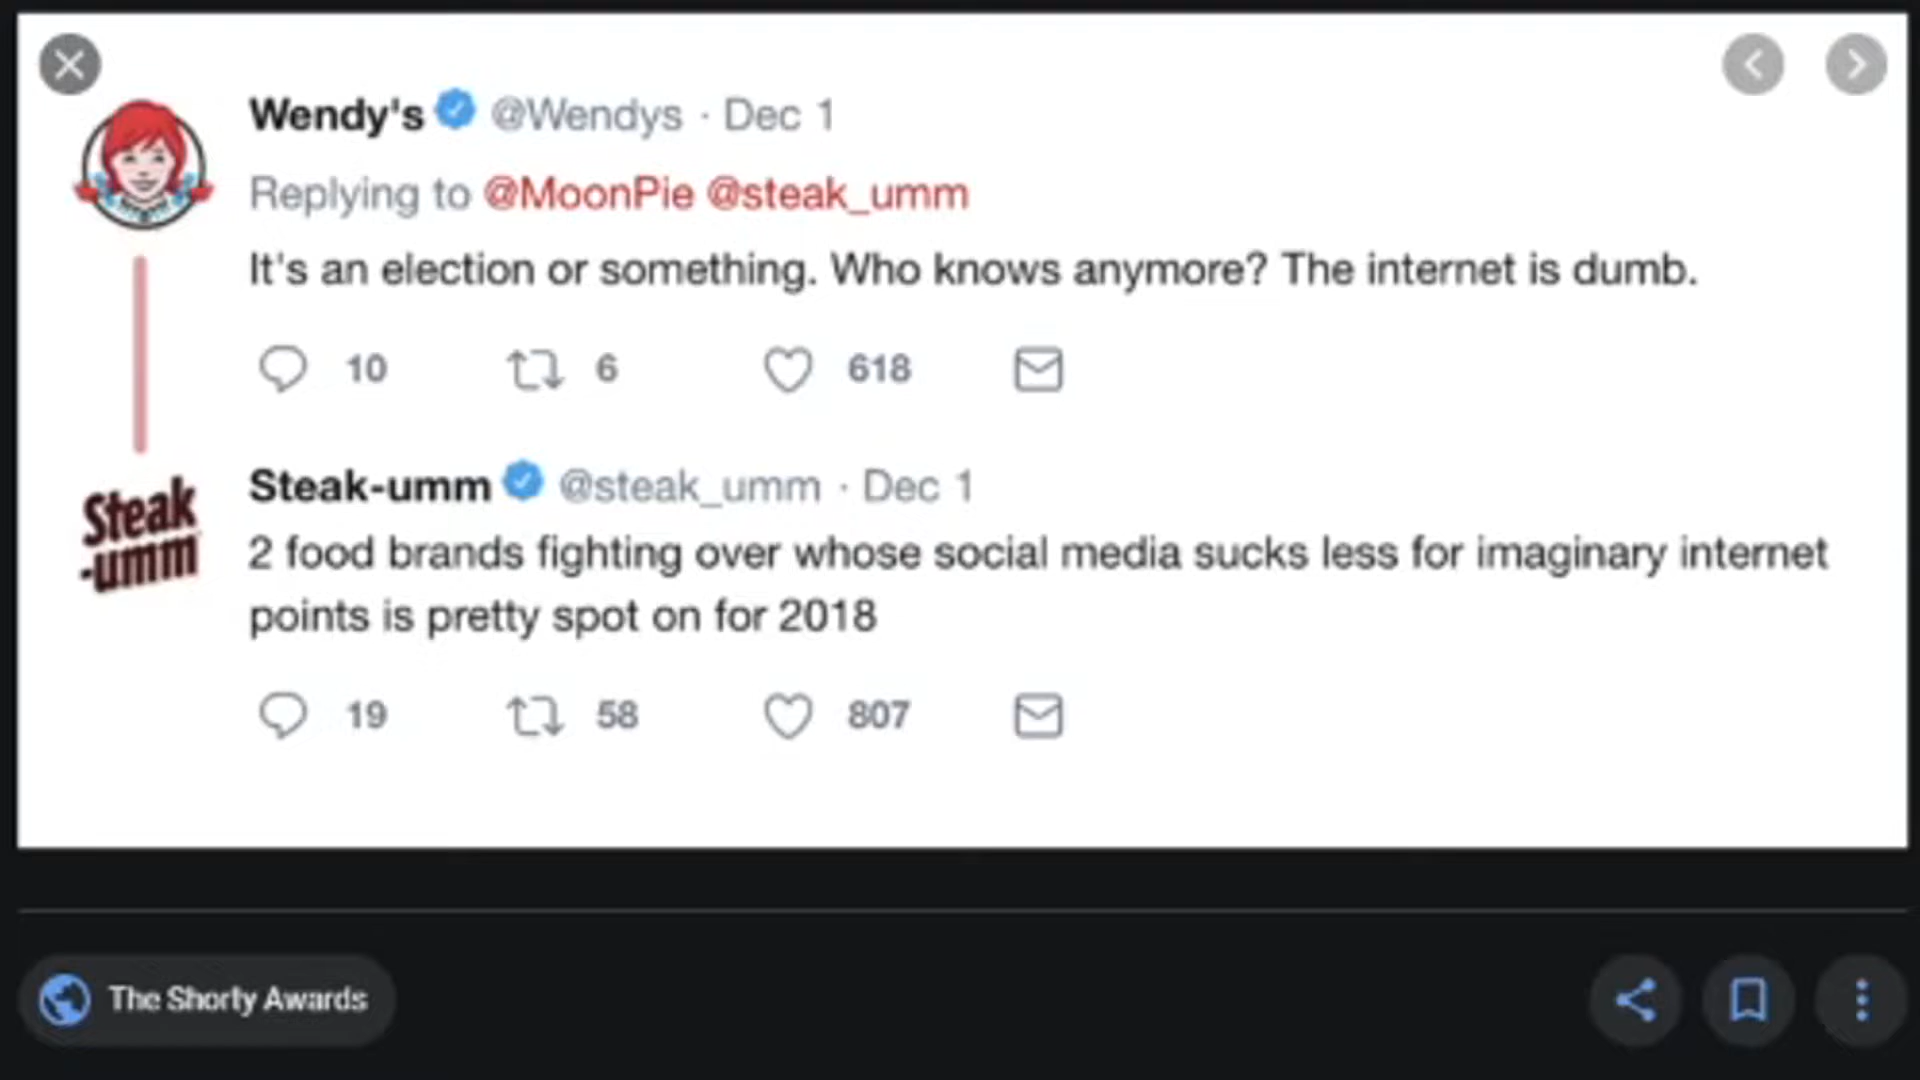 Wendy's @Wendys · Dec 1
Replying to @MoonPie @steak_umm
It's an election or something. Who knows anymore? The internet is dumb.
10 6 618
Steak
-umm
Steak-umm @steak_umm · Dec 1
2 food brands fighting over whose social media sucks less for imaginary internet
points is pretty spot on for 2018
19 58 807
The Shorty Awards